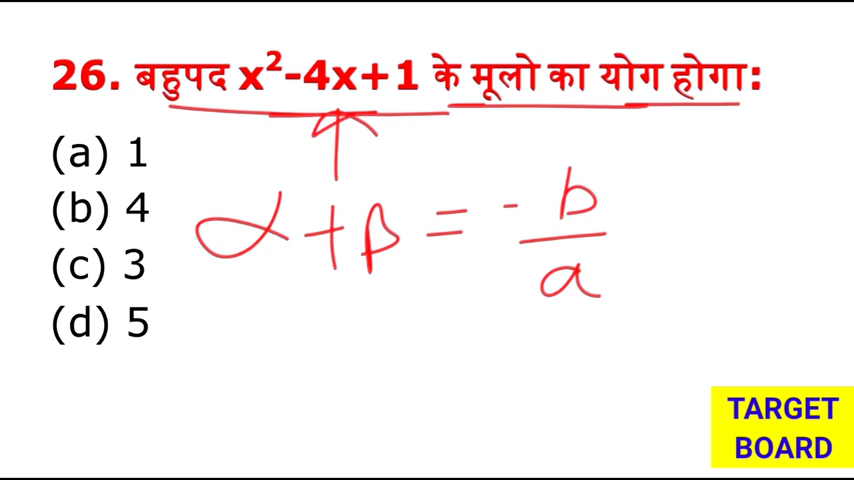 26. बहुपद x²-4x+1 के मूलो का योग होगा:
(a) 1
(b) 4
(c) 3
(d) 5
α+β = -b/a
TARGET
BOARD